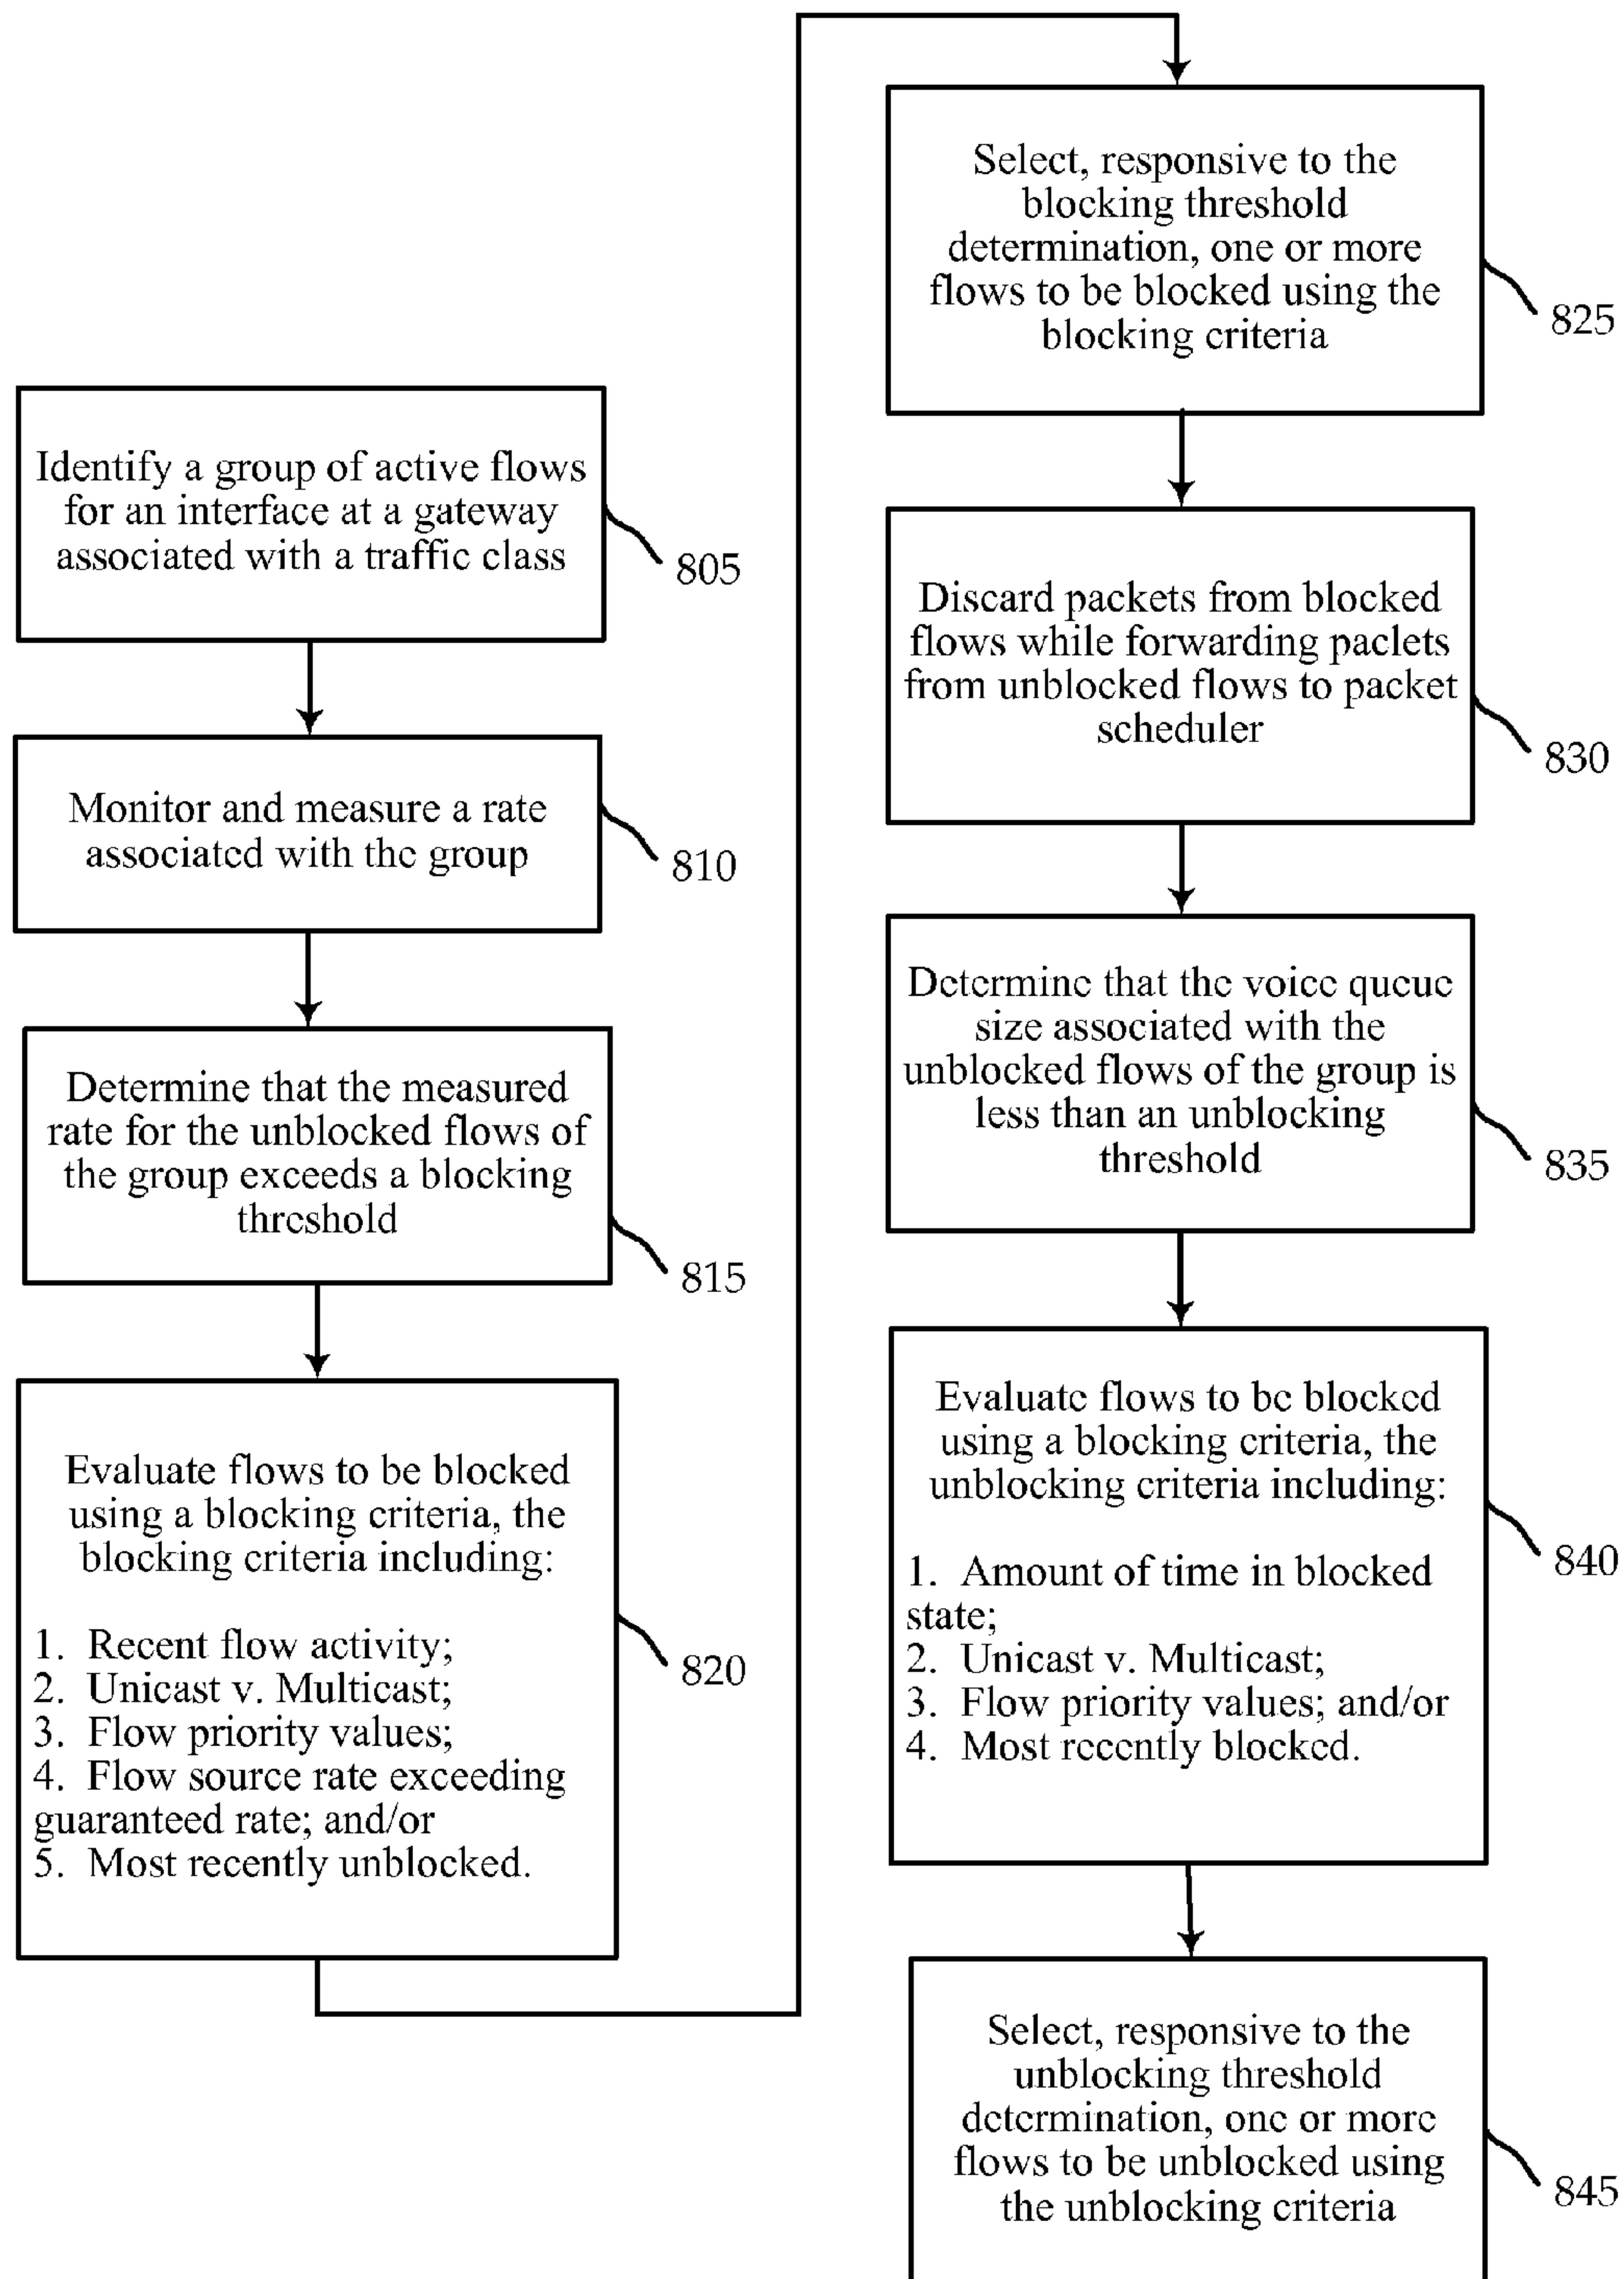 Identify a group of active flows
for an interface at a gateway
associated with a traffic class
805
Monitor and measure a rate
associated with the group
810
Determine that the measured
rate for the unblocked flows of
the group exceeds a blocking
threshold
815
Evaluate flows to be blocked
using a blocking criteria, the
blocking criteria including:
1. Recent flow activity;
2. Unicast v. Multicast;
3. Flow priority values;
4. Flow source rate exceeding
guaranteed rate; and/or
5. Most recently unblocked.
820
Select, responsive to the
blocking threshold
determination, one or more
flows to be blocked using the
blocking criteria
825
Discard packets from blocked
flows while forwarding paclets
from unblocked flows to packet
scheduler
830
Determine that the voice queue
size associated with the
unblocked flows of the group is
less than an unblocking
threshold
835
Evaluate flows to be blocked
using a blocking criteria, the
unblocking criteria including:
1. Amount of time in blocked
state;
2. Unicast v. Multicast;
3. Flow priority values; and/or
4. Most recently blocked.
840
Select, responsive to the
unblocking threshold
determination, one or more
flows to be unblocked using
the unblocking criteria
845